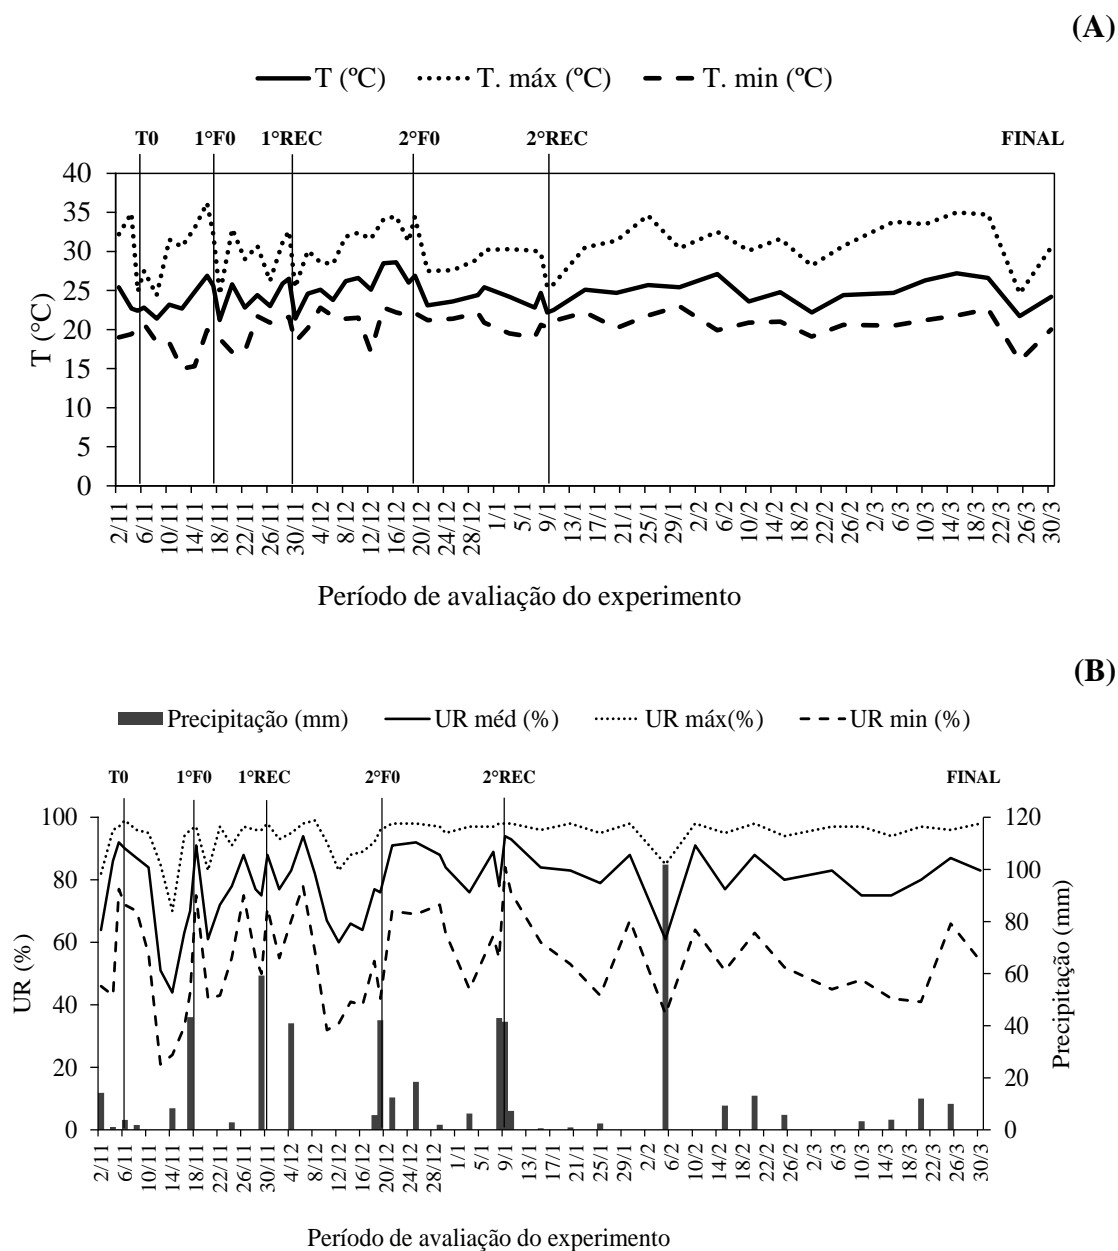 (A)
T (ºC) T. máx (ºC) T. min (ºC)
T0 1°F0 1°REC 2°F0 2°REC FINAL
40
35
30
25
20
15
10
5
0
T (°C)
2/11 6/11 10/11 14/11 18/11 22/11 26/11 30/11 4/12 8/12 12/12 16/12 20/12 24/12 28/12 1/1 5/1 9/1 13/1 17/1 21/1 25/1 29/1 2/2 6/2 10/2 14/2 18/2 22/2 26/2 2/3 6/3 10/3 14/3 18/3 22/3 26/3 30/3
Período de avaliação do experimento
(B)
Precipitação (mm) UR méd (%) UR máx(%) UR min (%)
T0 1°F0 1°REC 2°F0 2°REC FINAL
100 120
80 100
60 80
40 60
20 40
0 20
0
UR (%)
Precipitação (mm)
2/11 6/11 10/11 14/11 18/11 22/11 26/11 30/11 4/12 8/12 12/12 16/12 20/12 24/12 28/12 1/1 5/1 9/1 13/1 17/1 21/1 25/1 29/1 2/2 6/2 10/2 14/2 18/2 22/2 26/2 2/3 6/3 10/3 14/3 18/3 22/3 26/3 30/3
Período de avaliação do experimento